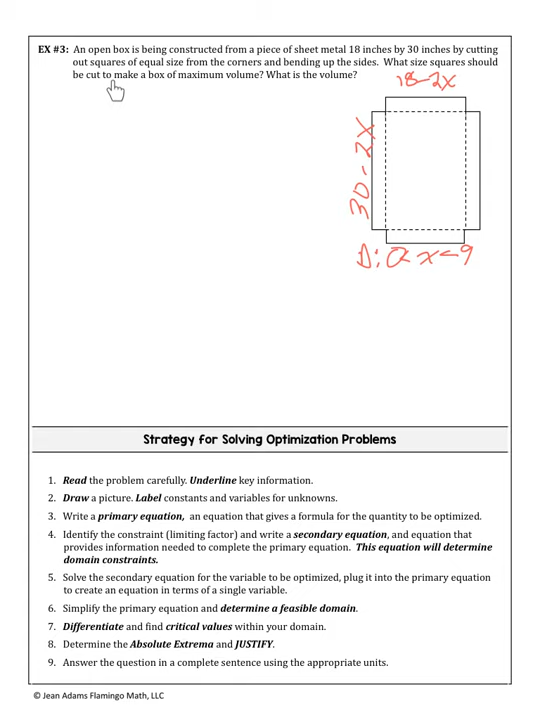 EX #3: An open box is being constructed from a piece of sheet metal 18 inches by 30 inches by cutting
out squares of equal size from the corners and bending up the sides. What size squares should
be cut to make a box of maximum volume? What is the volume?
18-2x
30-2x
D: 0< x < 9
Strategy for Solving Optimization Problems
1. Read the problem carefully. Underline key information.
2. Draw a picture. Label constants and variables for unknowns.
3. Write a primary equation, an equation that gives a formula for the quantity to be optimized.
4. Identify the constraint (limiting factor) and write a secondary equation, and equation that
provides information needed to complete the primary equation. This equation will determine
domain constraints.
5. Solve the secondary equation for the variable to be optimized, plug it into the primary equation
to create an equation in terms of a single variable.
6. Simplify the primary equation and determine a feasible domain.
7. Differentiate and find critical values within your domain.
8. Determine the Absolute Extrema and JUSTIFY.
9. Answer the question in a complete sentence using the appropriate units.
© Jean Adams Flamingo Math, LLC